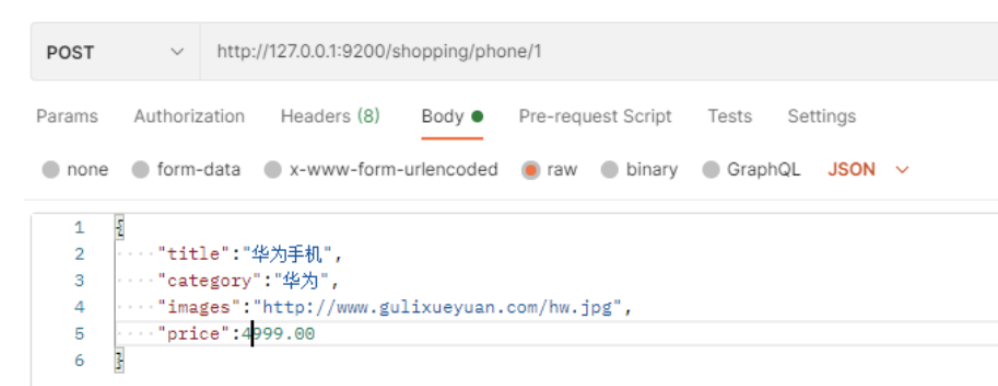 POST http://127.0.0.1:9200/shopping/phone/1
Params Authorization Headers (8) Body Pre-request Script Tests Settings
none form-data x-www-form-urlencoded raw binary GraphQL JSON
1 {
2 "title":"华为手机",
3 "category":"华为",
4 "images":"http://www.gulixueyuan.com/hw.jpg",
5 "price":4999.00
6 }